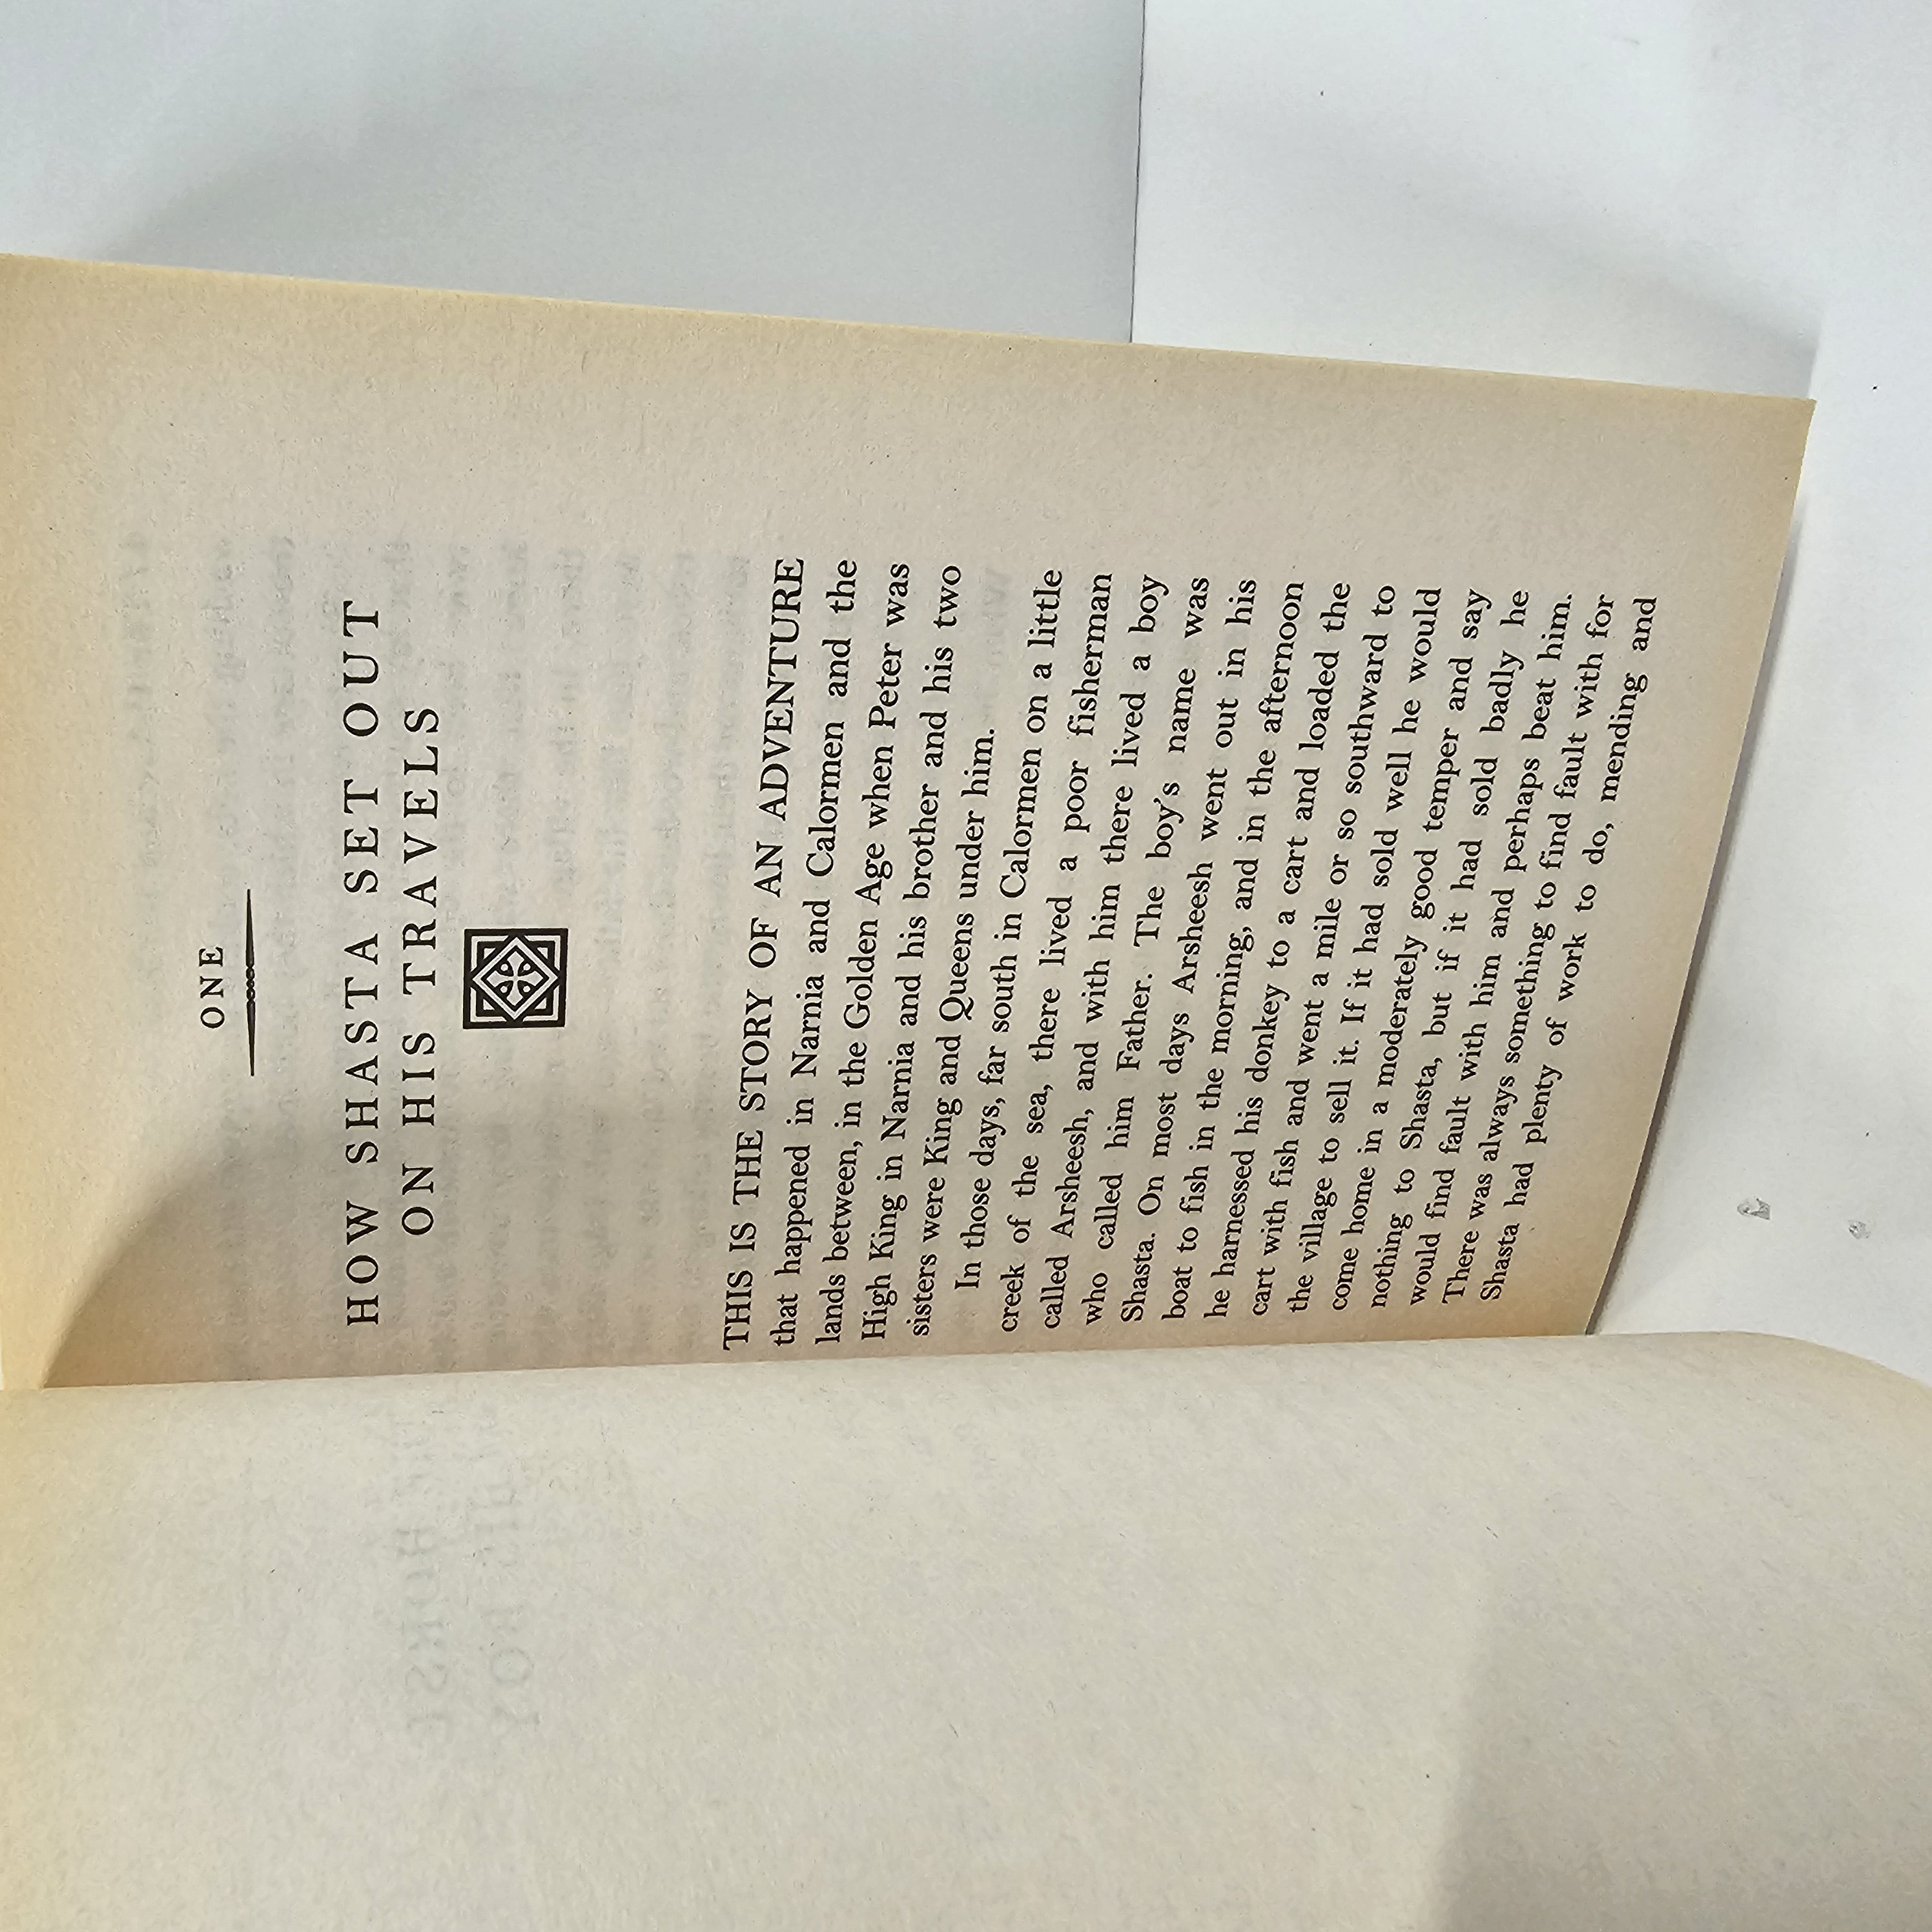 ONE
HOW SHASTA SET OUT
ON HIS TRAVELS
THIS IS THE STORY OF AN ADVENTURE
that happened in Narnia and Calormen and the
lands between, in the Golden Age when Peter was
High King in Narnia and his brother and his two
sisters were King and Queens under him.
In those days, far south in Calormen on a little
creek of the sea, there lived a poor fisherman
called Arsheesh, and with him there lived a boy
who called him Father. The boy's name was
Shasta. On most days Arsheesh went out in his
boat to fish in the morning, and in the afternoon
he harnessed his donkey to a cart and loaded the
cart with fish and went a mile or so southward to
the village to sell it. If it had sold well he would
come home in a moderately good temper and say
nothing to Shasta, but if it had sold badly he
would find fault with him and perhaps beat him.
There was always something to find fault with for
Shasta had plenty of work to do, mending and